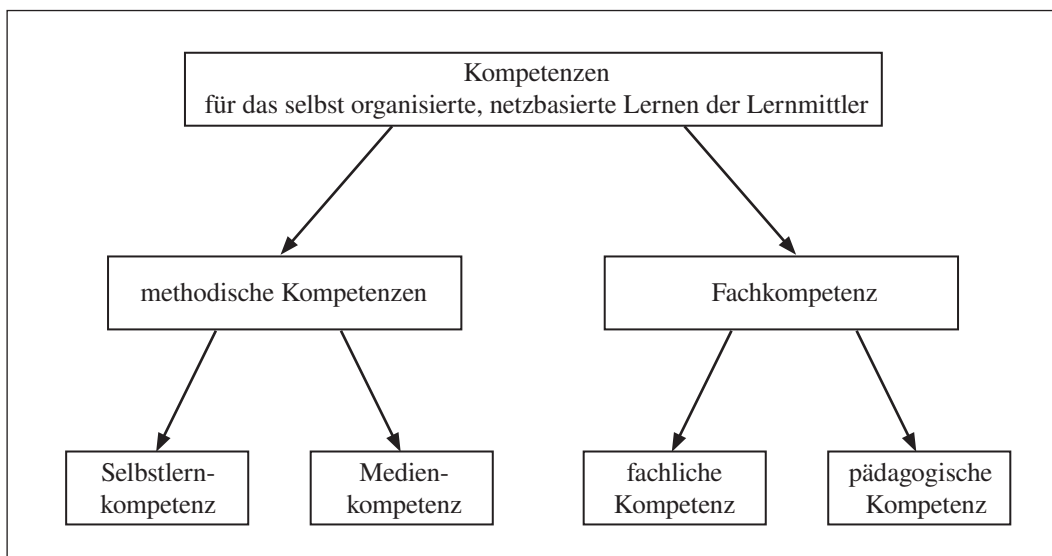 Kompetenzen
für das selbst organisierte, netzbasierte Lernen der Lernmittler
methodische Kompetenzen
Fachkompetenz
Selbstlern-
kompetenz
Medien-
kompetenz
fachliche
Kompetenz
pädagogische
Kompetenz